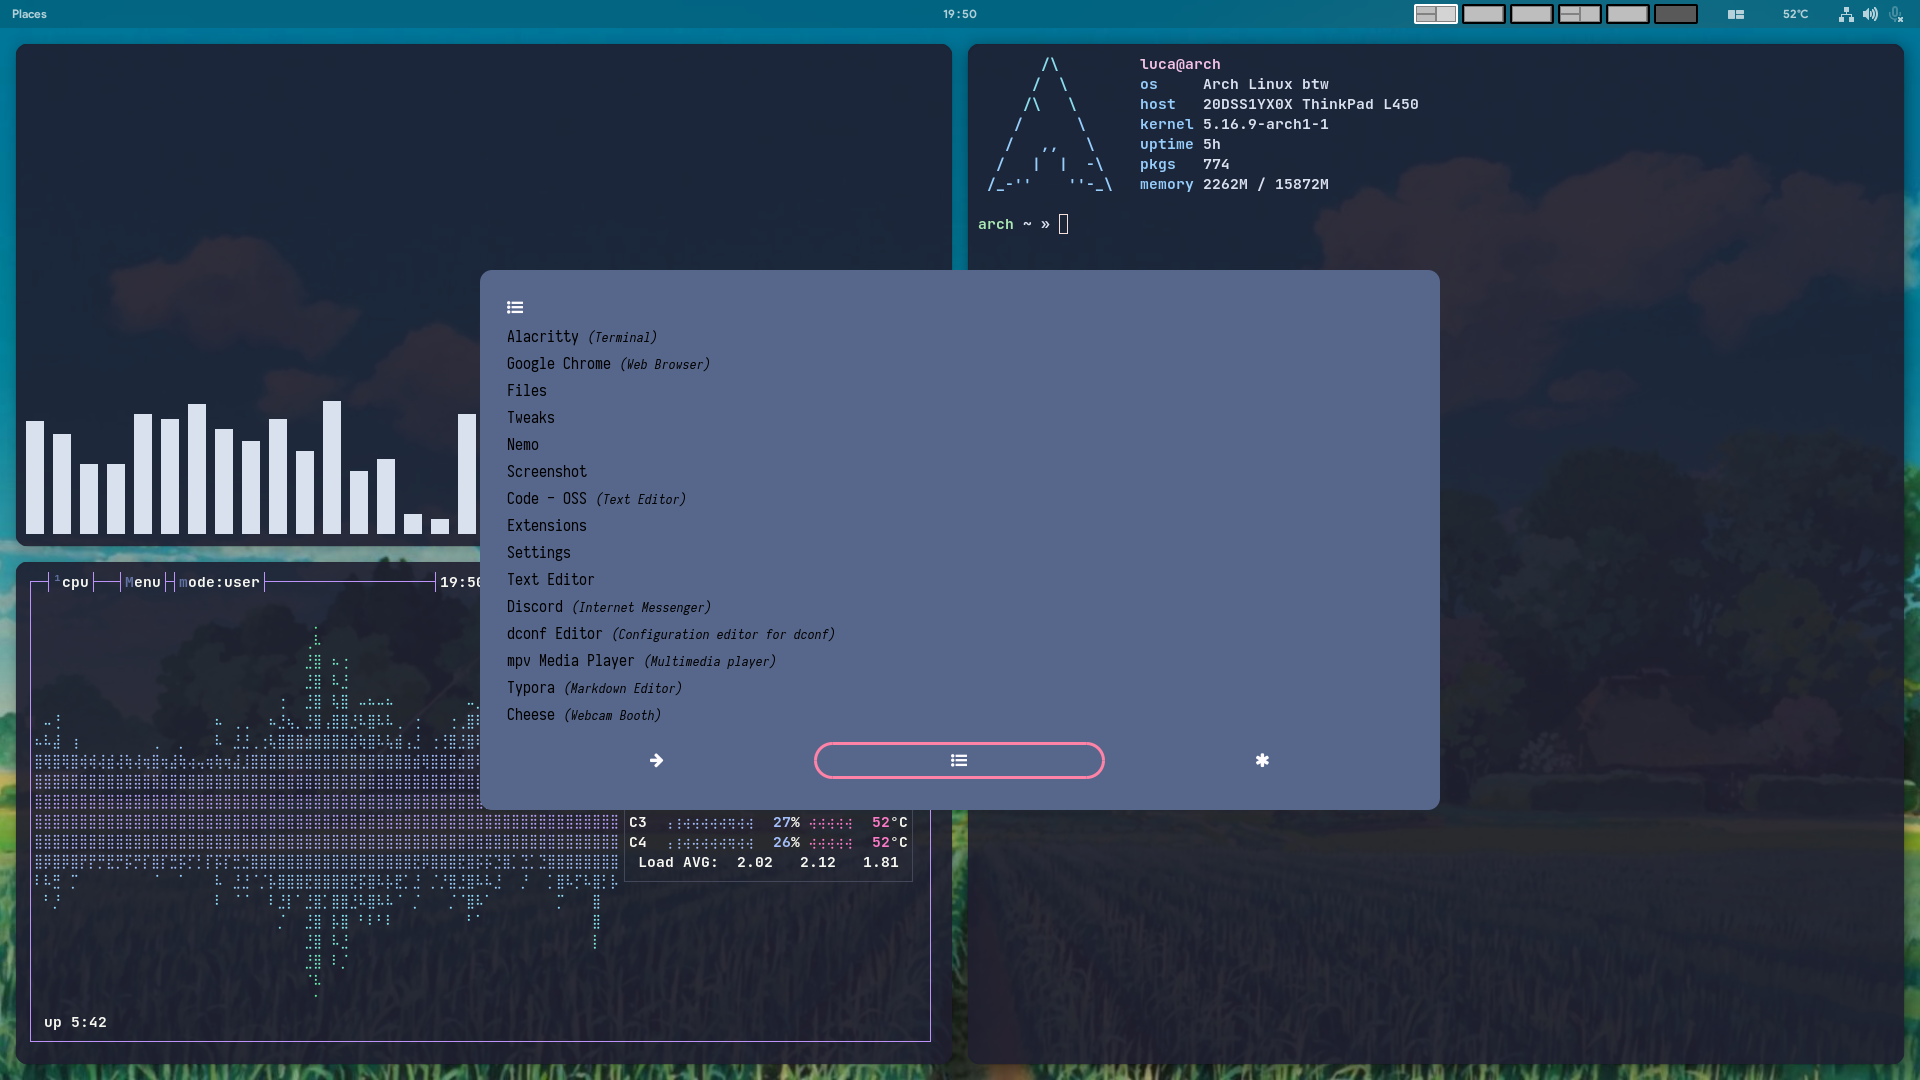 Places
19:50
52°C
luca@arch
os Arch Linux btw
host 20DSS1YX0X ThinkPad L450
kernel 5.16.9-arch1-1
uptime 5h
pkgs 774
memory 2262M / 15872M
arch ~ »
Alacritty (Terminal)
Google Chrome (Web Browser)
Files
Tweaks
Nemo
Screenshot
Code - OSS (Text Editor)
Extensions
Settings
Text Editor
Discord (Internet Messenger)
dconf Editor (Configuration editor for dconf)
mpv Media Player (Multimedia player)
Typora (Markdown Editor)
Cheese (Webcam Booth)
¹cpu Menu mode:user 19:50
C3 27% 52°C
C4 26% 52°C
Load AVG: 2.02 2.12 1.81
up 5:42